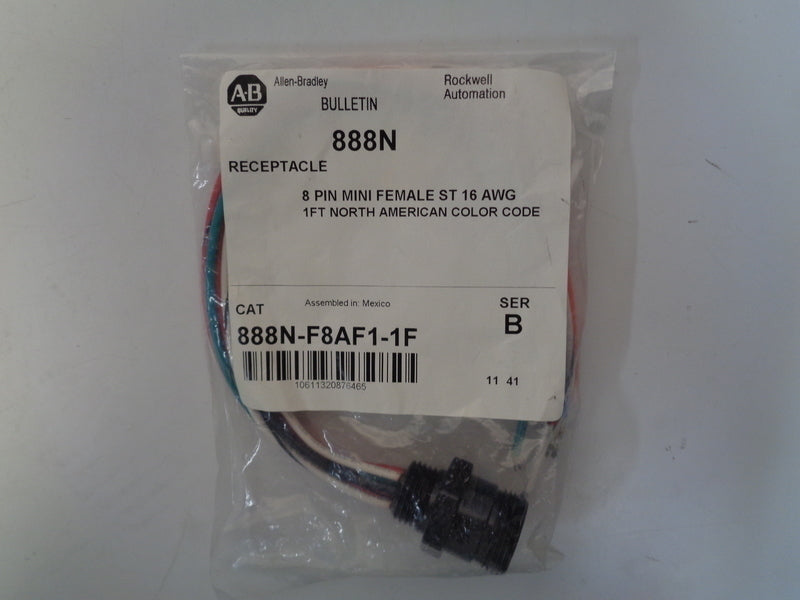 A-B
QUALITY
Allen-Bradley
Rockwell
Automation
BULLETIN
888N
RECEPTACLE
8 PIN MINI FEMALE ST 16 AWG
1FT NORTH AMERICAN COLOR CODE
Assembled in: Mexico
CAT
SER
888N-F8AF1-1F
B
10611320876465
11 41